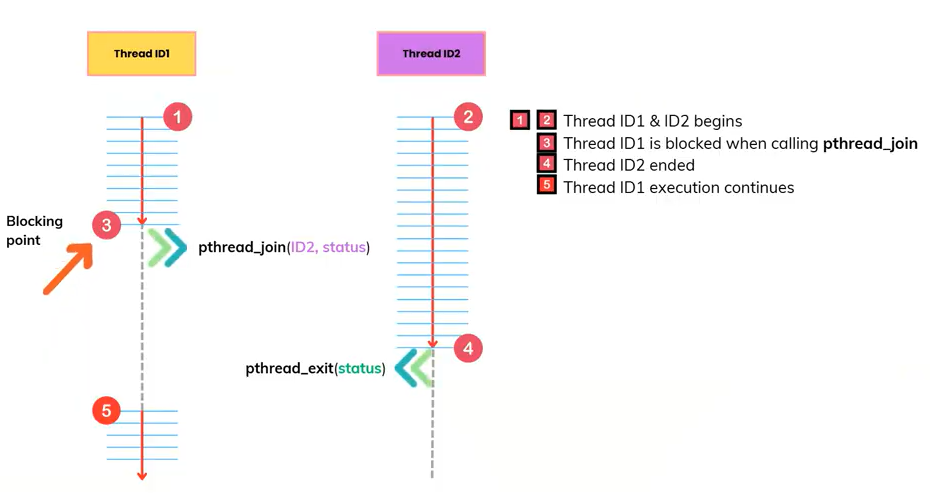 Thread ID1
Thread ID2
1
2
1 2 Thread ID1 & ID2 begins
3 Thread ID1 is blocked when calling pthread_join
4 Thread ID2 ended
5 Thread ID1 execution continues
Blocking
point
3
pthread_join(ID2, status)
4
pthread_exit(status)
5